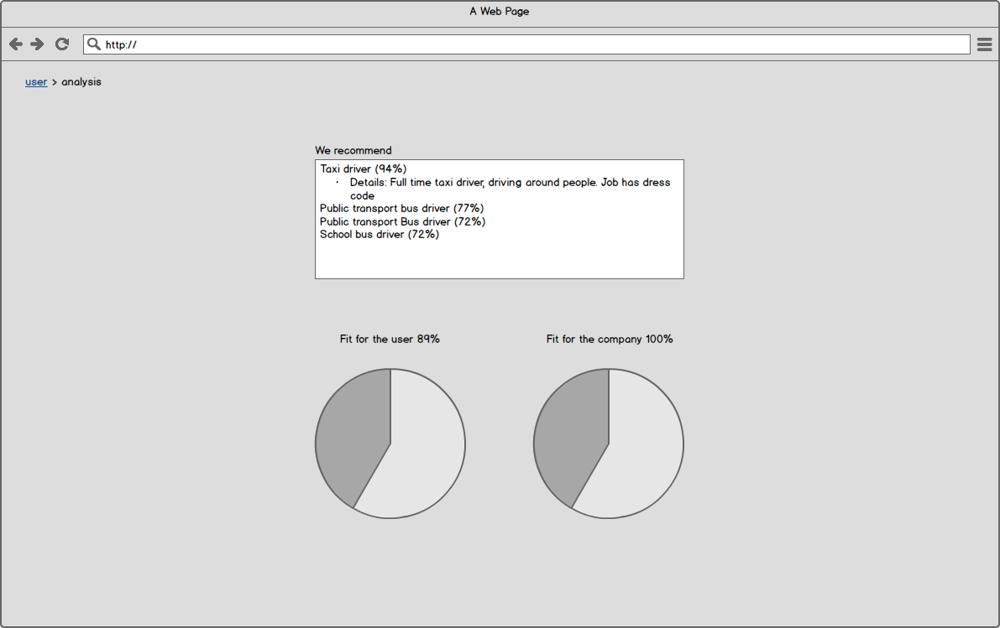 A Web Page
http://
user > analysis
We recommend
Taxi driver (94%)
· Details: Full time taxi driver, driving around people. Job has dress
code
Public transport bus driver (77%)
Public transport Bus driver (72%)
School bus driver (72%)
Fit for the user 89%
Fit for the company 100%